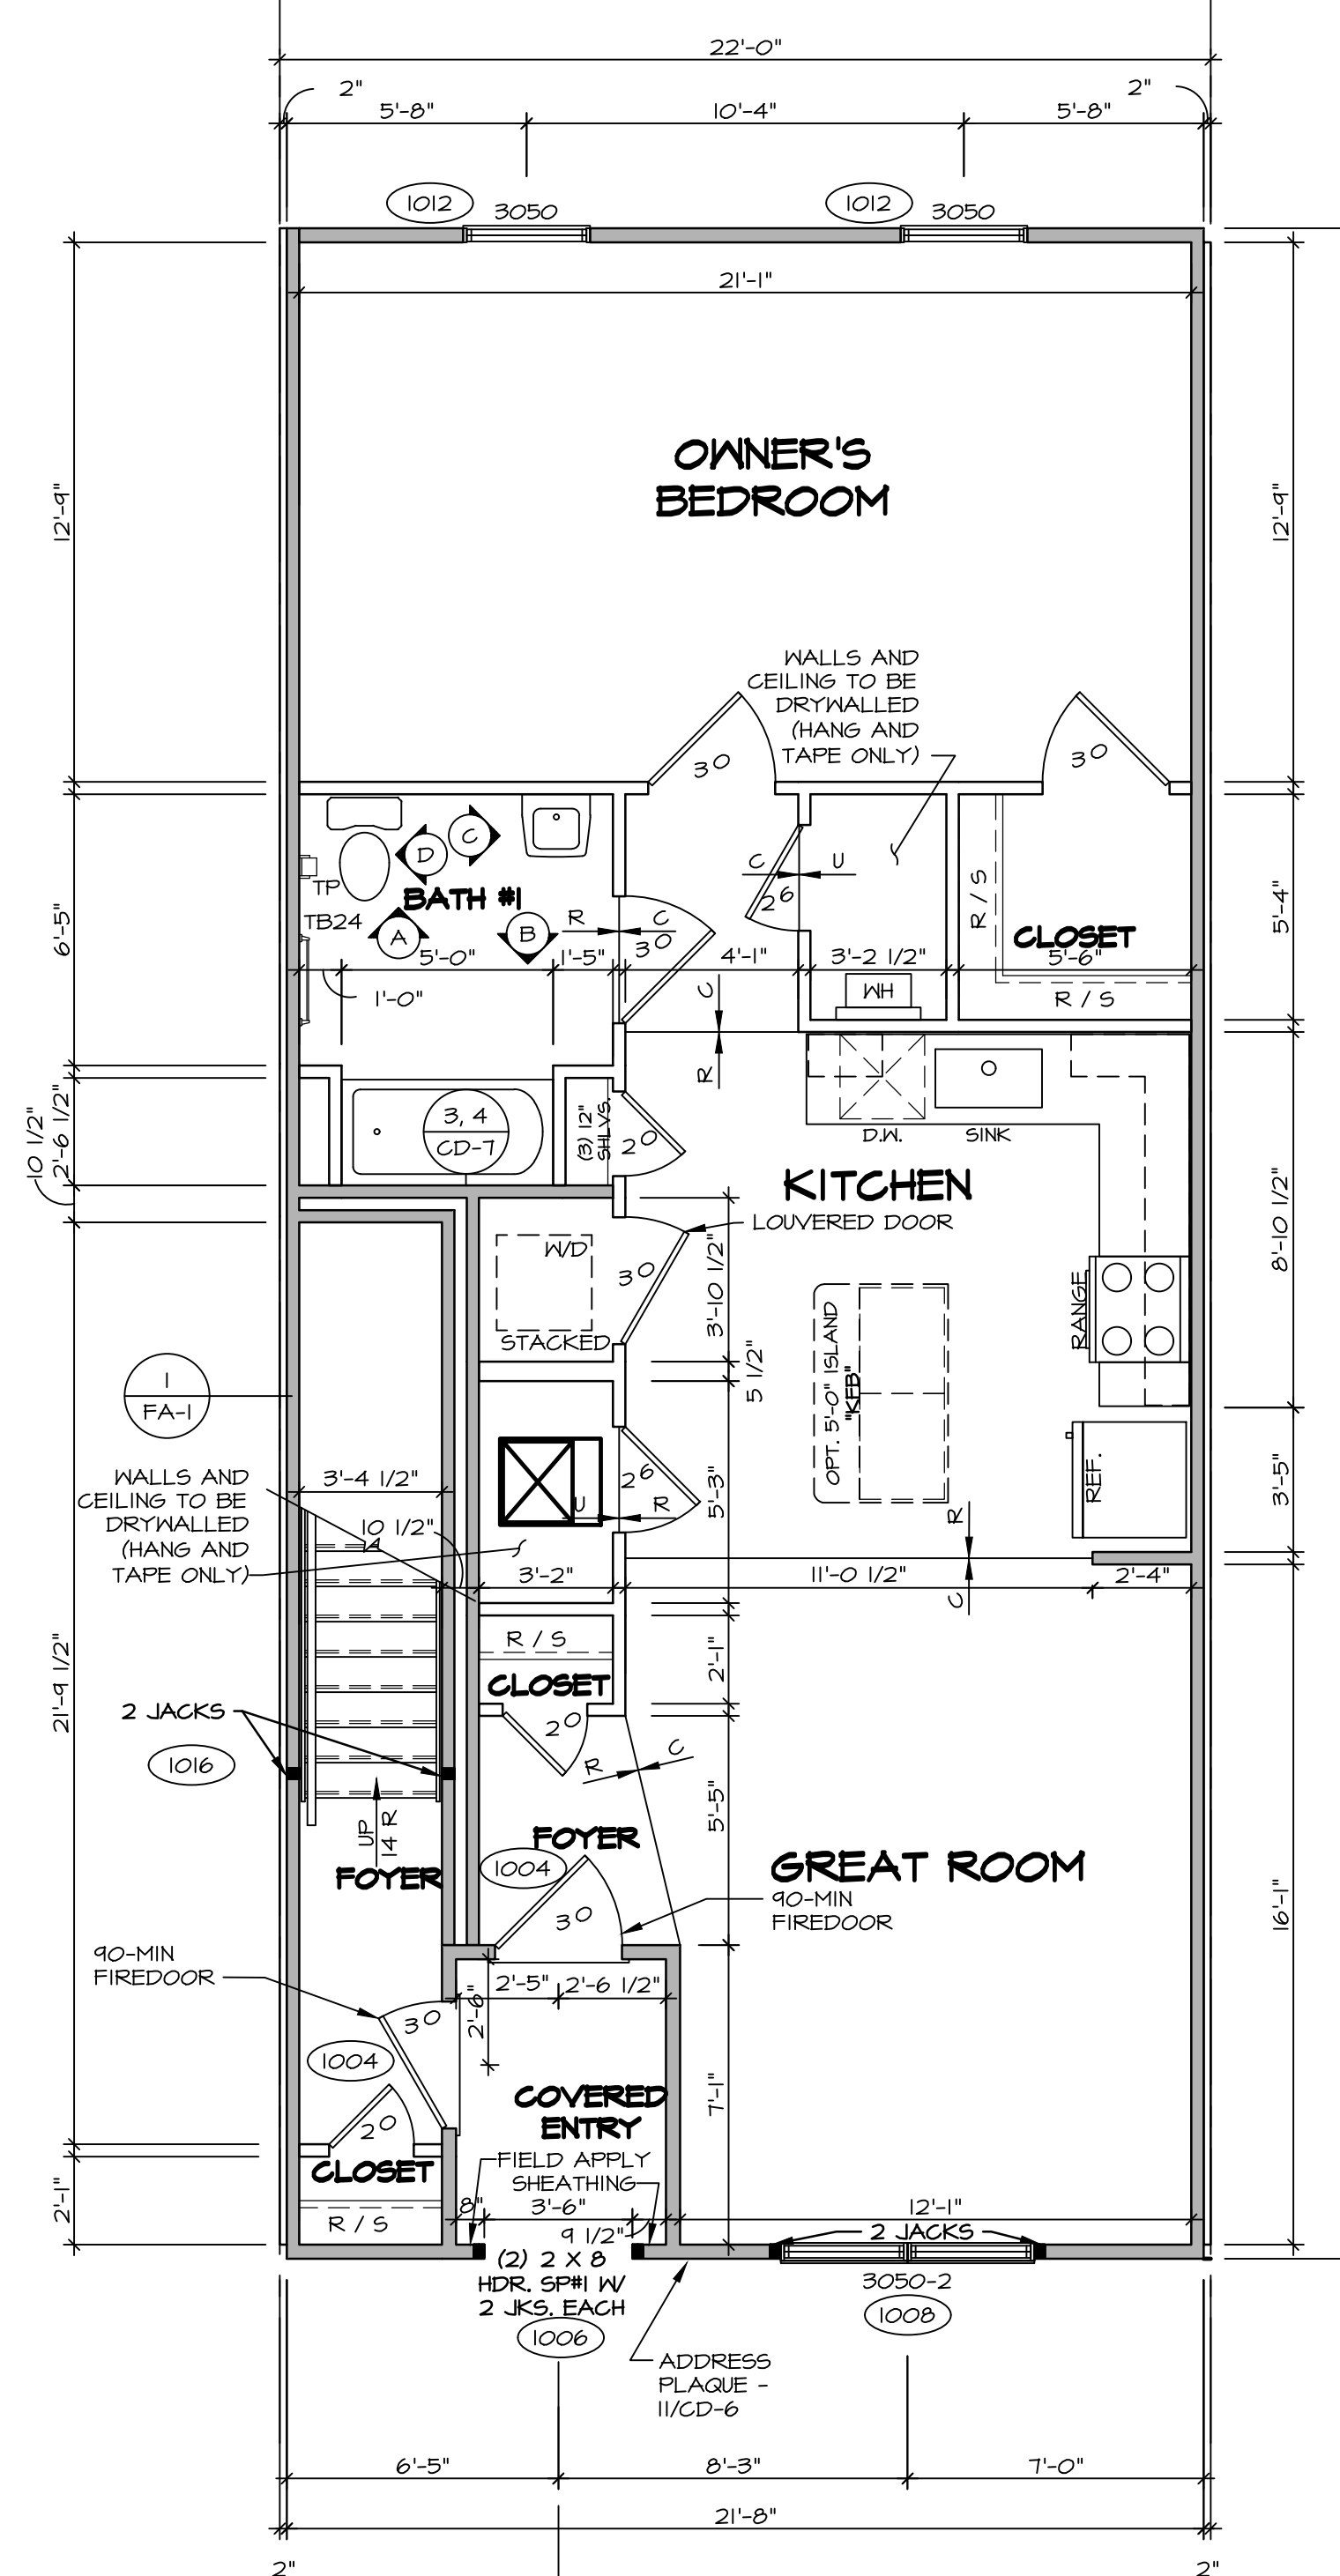 22'-0"
2"
2"
5'-8"
10'-4"
5'-8"
1012
3050
1012
3050
21'-1"
OWNER'S
BEDROOM
12'-9"
12'-9"
WALLS AND
CEILING TO BE
DRYWALLED
(HANG AND
TAPE ONLY)
3⁰
3⁰
C
D
TP
BATH #1
TB24
A
B
R
C
3⁰
C
U
2⁶
R / S
CLOSET
6'-5"
5'-4"
5'-0"
1'-5"
4'-1"
3'-2 1/2"
5'-6"
1'-0"
C
R
WH
R / S
10 1/2"
2'-6 1/2"
3, 4
CD-7
(3) 12"
SHLVS.
2⁰
D.W.
SINK
KITCHEN
LOUVERED DOOR
8'-10 1/2"
W/D
3⁰
STACKED
3'-10 1/2"
5 1/2"
RANGE
OPT. 5'-0" ISLAND
"KFB"
1
FA-1
REF.
3'-5"
WALLS AND
CEILING TO BE
DRYWALLED
(HANG AND
TAPE ONLY)
3'-4 1/2"
10 1/2"
14
U
2⁶
R
5'-3"
R
C
3'-2"
11'-0 1/2"
2'-4"
21'-9 1/2"
R / S
CLOSET
2'-1"
2 JACKS
1016
2⁰
R
C
5'-5"
UP
14 R
FOYER
FOYER
1004
3⁰
GREAT ROOM
90-MIN
FIREDOOR
16'-1"
90-MIN
FIREDOOR
2'-5"
2'-6 1/2"
2'-6"
3⁰
1004
2⁰
7'-1"
COVERED
ENTRY
FIELD APPLY
SHEATHING
CLOSET
R / S
2'-1"
8"
3'-6"
9 1/2"
12'-1"
2 JACKS
(2) 2 X 8
HDR. SP#1 W/
2 JKS. EACH
1006
3050-2
1008
ADDRESS
PLAQUE -
11/CD-6
6'-5"
8'-3"
7'-0"
21'-8"
2"
2"